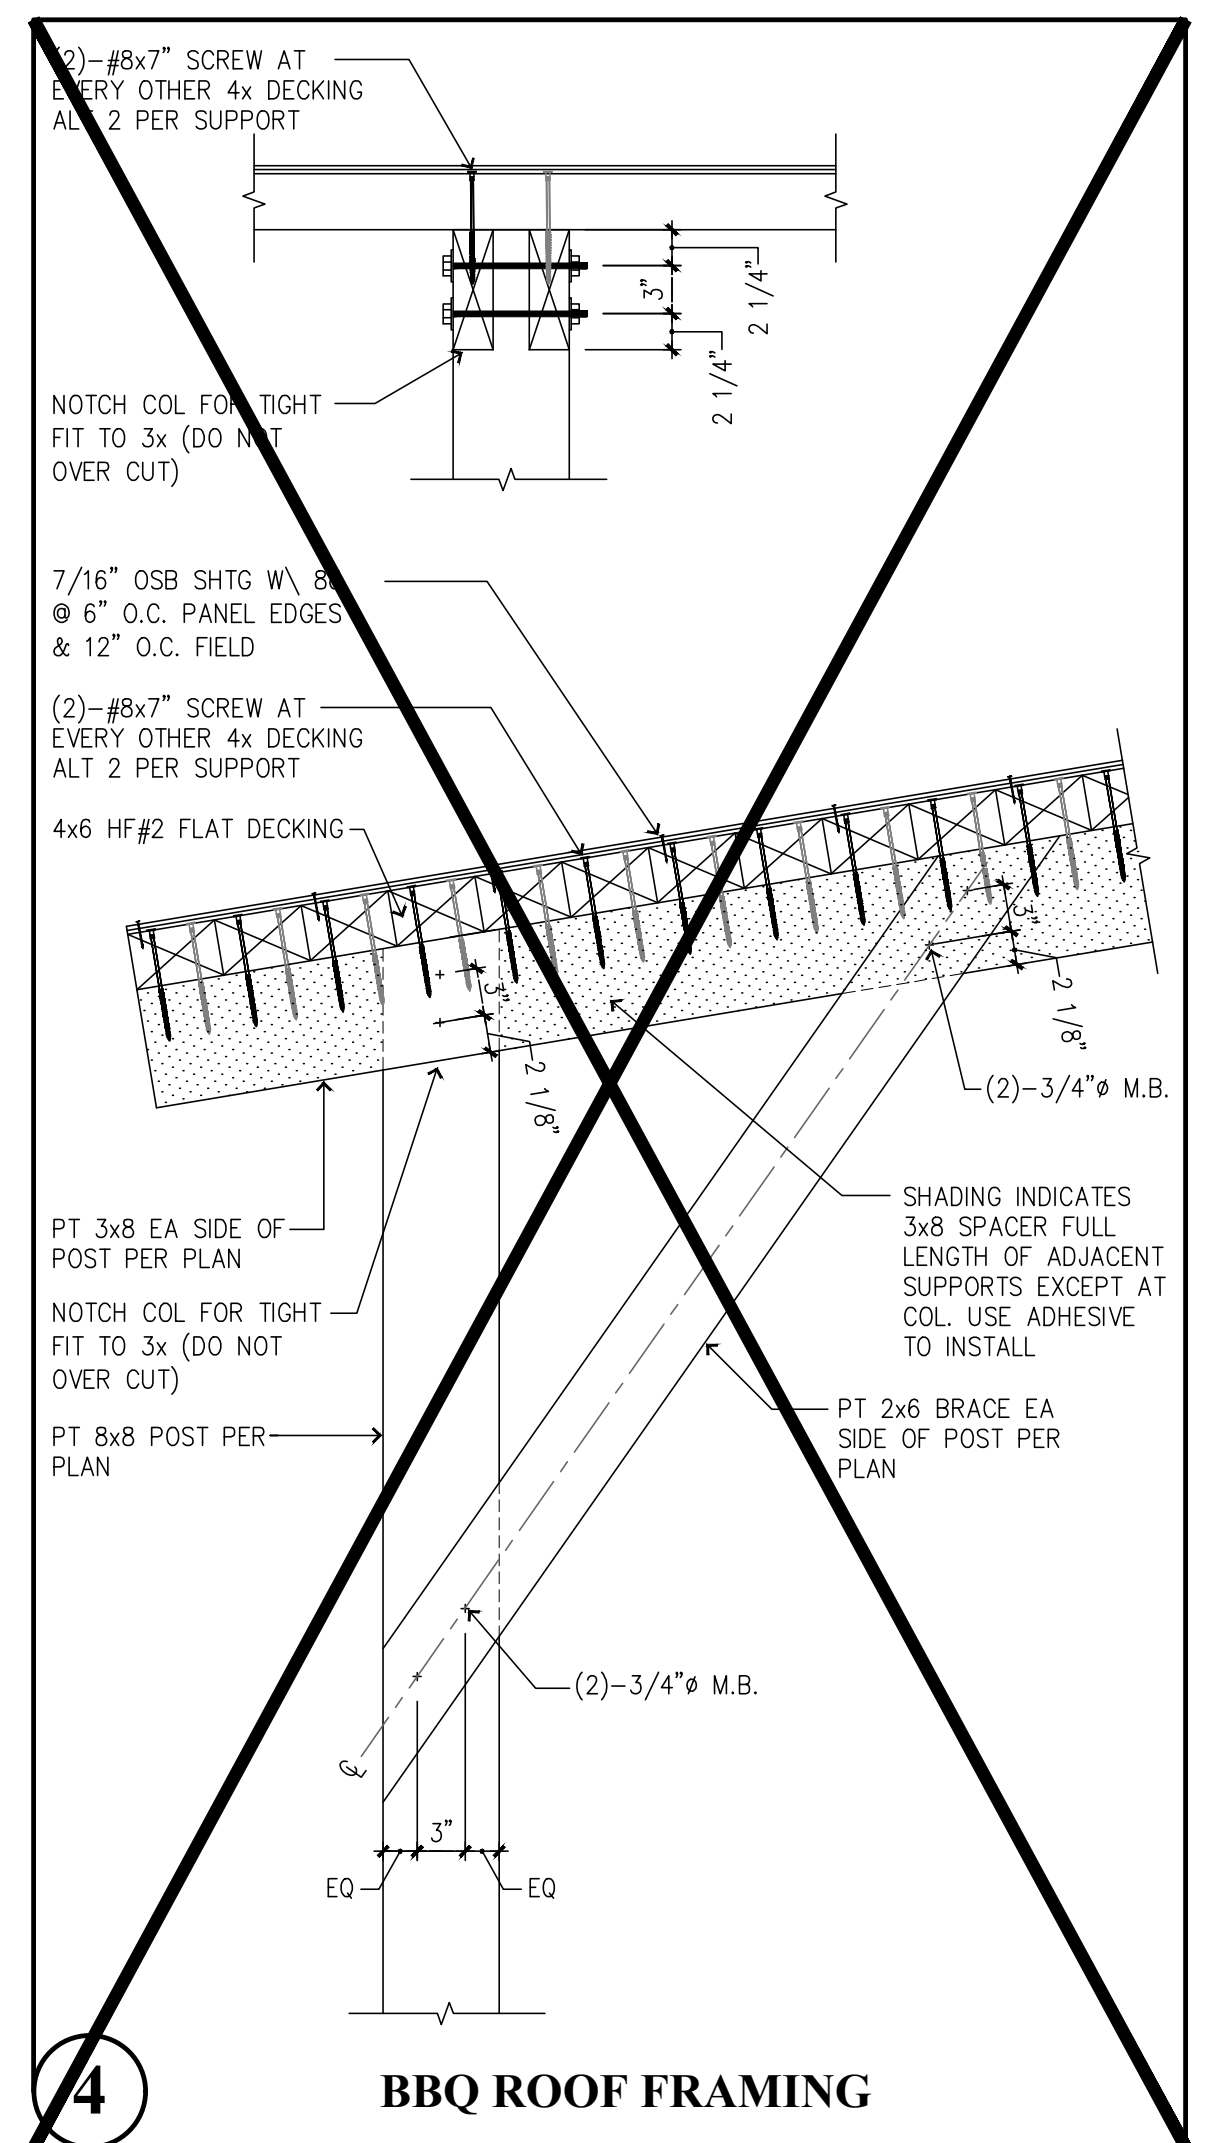 (2)-#8x7" SCREW AT
EVERY OTHER 4x DECKING
ALT 2 PER SUPPORT
3"
2 1/4"
2 1/4"
NOTCH COL FOR TIGHT
FIT TO 3x (DO NOT
OVER CUT)
7/16" OSB SHTG W\ 8d
@ 6" O.C. PANEL EDGES
& 12" O.C. FIELD
(2)-#8x7" SCREW AT
EVERY OTHER 4x DECKING
ALT 2 PER SUPPORT
4x6 HF#2 FLAT DECKING
3"
2 1/8"
3"
2 1/8"
(2)-3/4"ø M.B.
SHADING INDICATES
3x8 SPACER FULL
LENGTH OF ADJACENT
SUPPORTS EXCEPT AT
COL. USE ADHESIVE
TO INSTALL
PT 3x8 EA SIDE OF
POST PER PLAN
NOTCH COL FOR TIGHT
FIT TO 3x (DO NOT
OVER CUT)
PT 8x8 POST PER
PLAN
PT 2x6 BRACE EA
SIDE OF POST PER
PLAN
(2)-3/4"ø M.B.
℄
3"
EQ
EQ
4
BBQ ROOF FRAMING